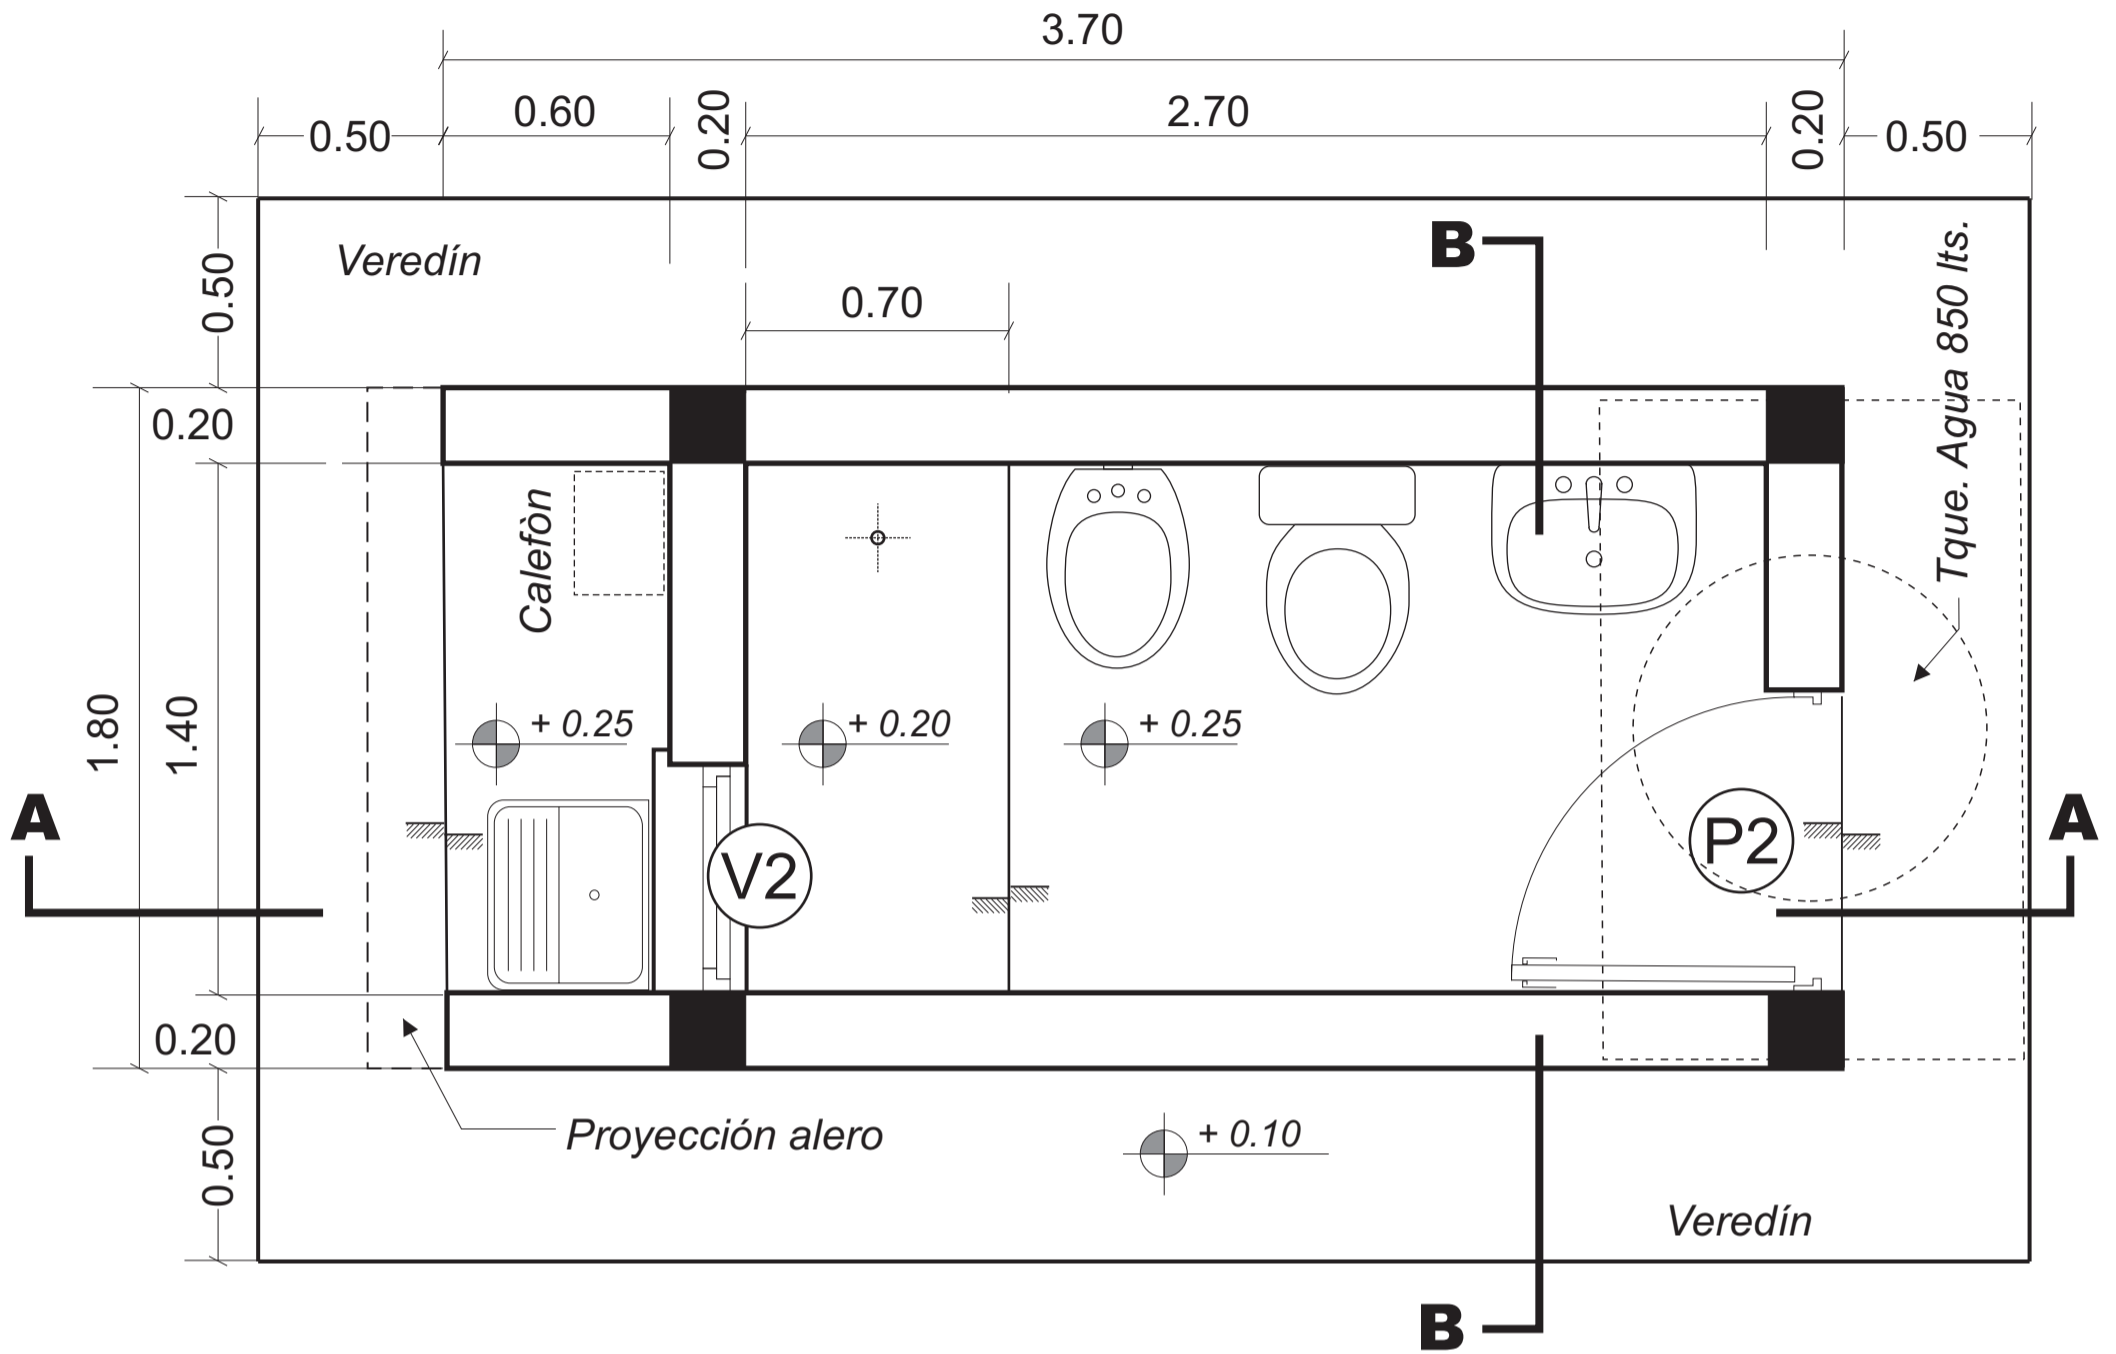 3.70
0.50
0.60
0.20
2.70
0.20
0.50
Veredín
B
Tque. Agua 850 lts.
0.50
0.70
0.20
Calefòn
+ 0.25
+ 0.20
+ 0.25
1.80
1.40
A
V2
P2
A
0.20
Proyección alero
+ 0.10
0.50
Veredín
B